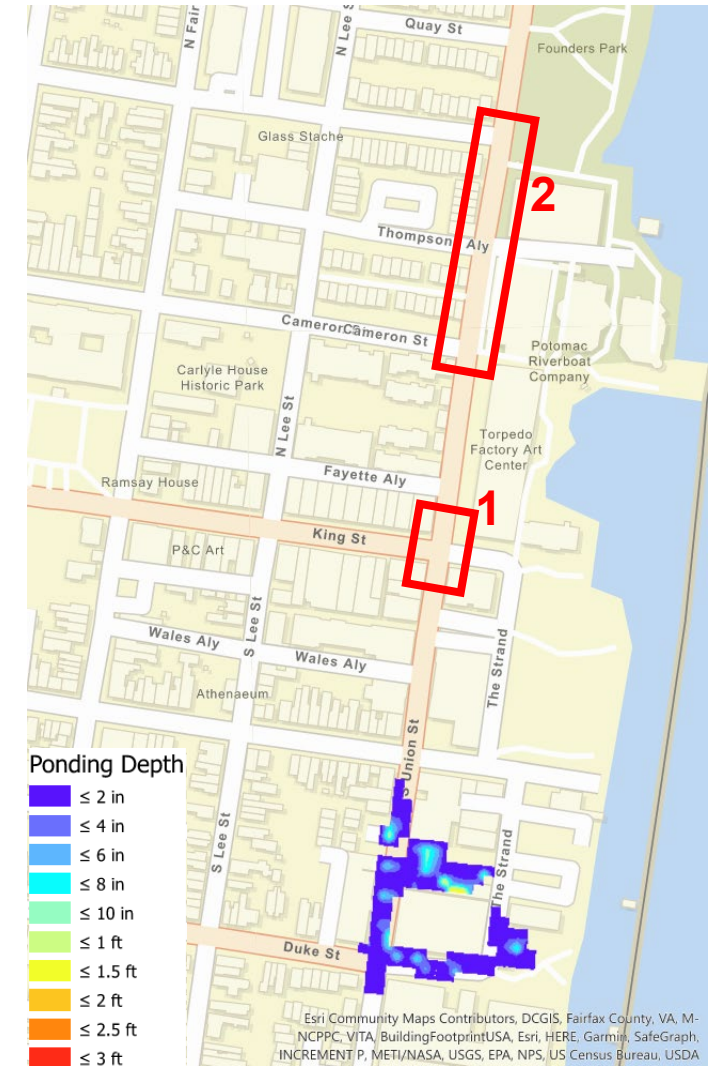 Quay St
N Fair
N Lee S
Founders Park
Glass Stache
2
Thompson Aly
Cameron Cameron St
Carlyle House
Historic Park
Potomac
Riverboat
Company
N Lee St
Torpedo
Factory Art
Center
Fayette Aly
Ramsay House
1
King St
P&C Art
S Lee St
Wales Aly
Wales Aly
The Strand
Athenaeum
S Union St
Ponding Depth
≤ 2 in
≤ 4 in
≤ 6 in
≤ 8 in
≤ 10 in
≤ 1 ft
≤ 1.5 ft
≤ 2 ft
≤ 2.5 ft
≤ 3 ft
S Lee St
The Strand
Duke St
Esri Community Maps Contributors, DCGIS, Fairfax County, VA, M-
NCPPC, VITA, BuildingFootprintUSA, Esri, HERE, Garmin, SafeGraph,
INCREMENT P, METI/NASA, USGS, EPA, NPS, US Census Bureau, USDA